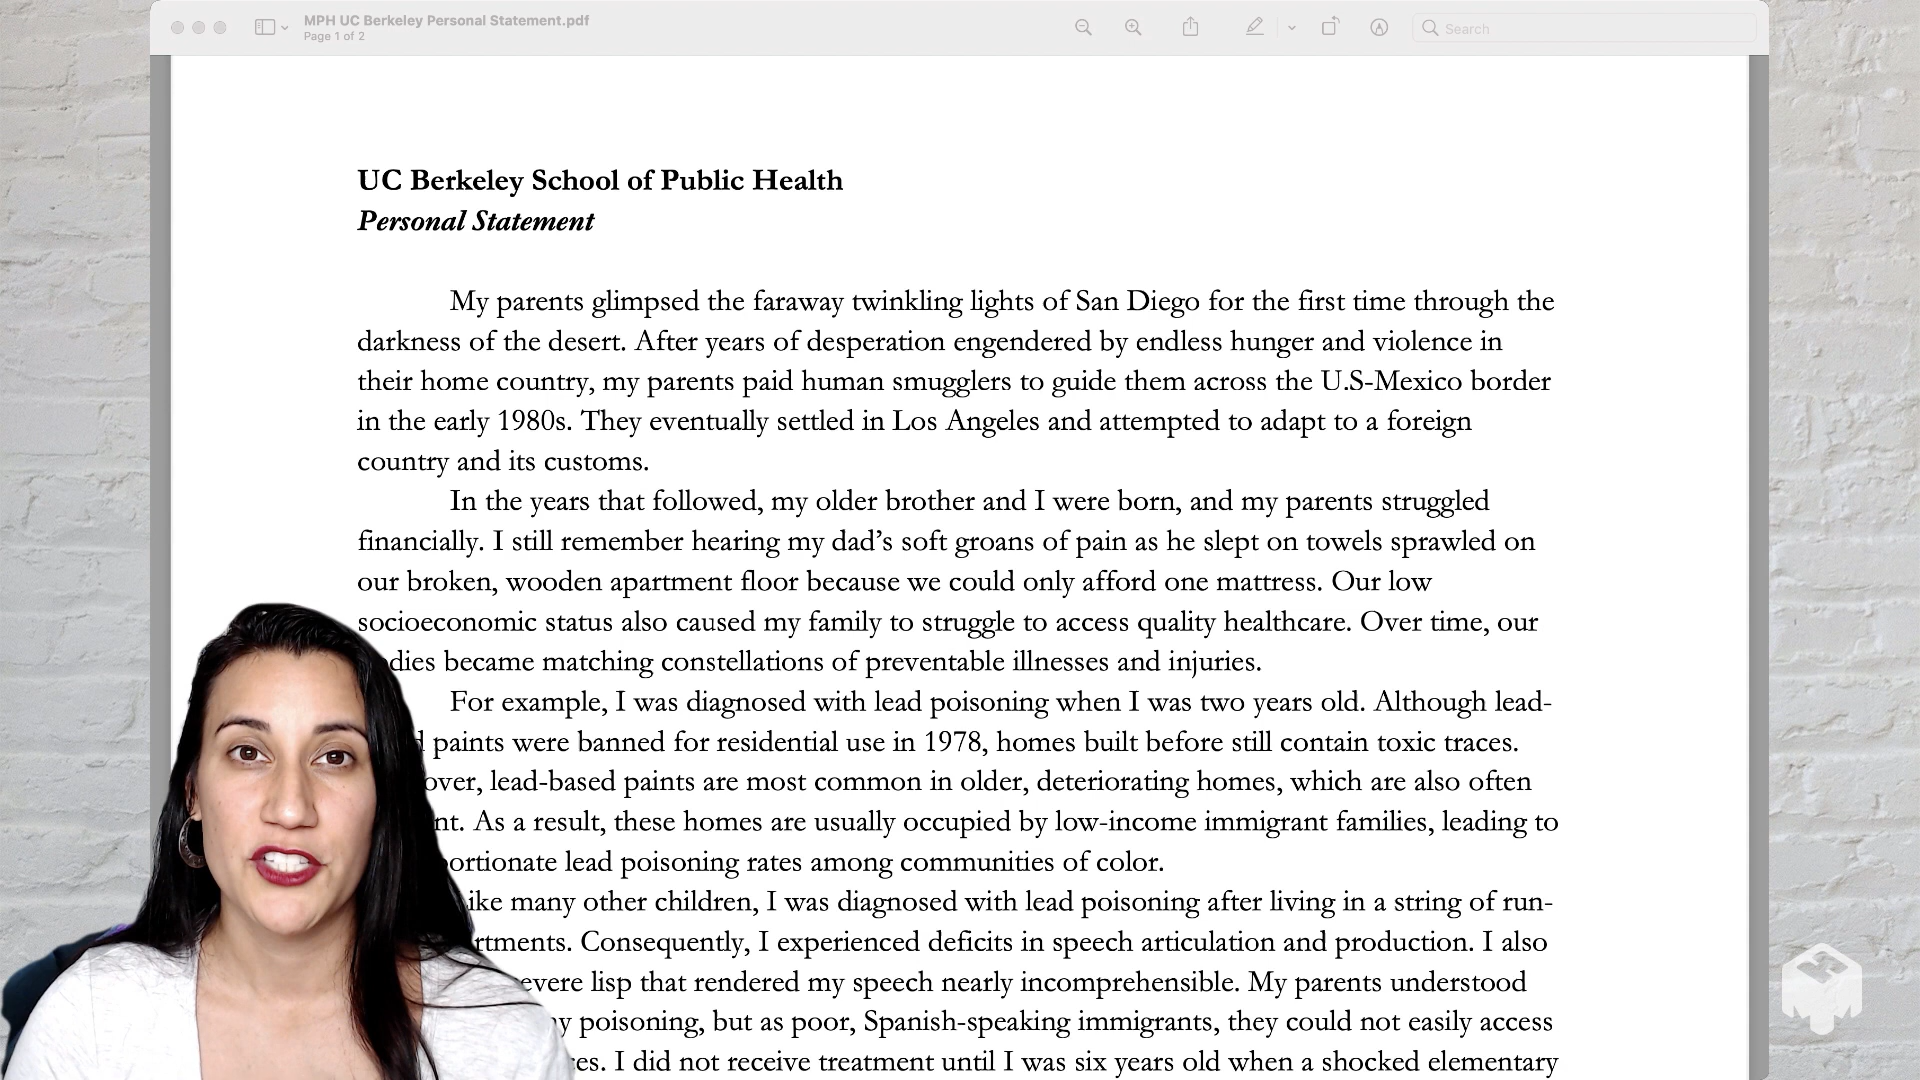 MPH UC Berkeley Personal Statement.pdf
Page 1 of 2
Search
UC Berkeley School of Public Health
Personal Statement
My parents glimpsed the faraway twinkling lights of San Diego for the first time through the
darkness of the desert. After years of desperation engendered by endless hunger and violence in
their home country, my parents paid human smugglers to guide them across the U.S-Mexico border
in the early 1980s. They eventually settled in Los Angeles and attempted to adapt to a foreign
country and its customs.
In the years that followed, my older brother and I were born, and my parents struggled
financially. I still remember hearing my dad’s soft groans of pain as he slept on towels sprawled on
our broken, wooden apartment floor because we could only afford one mattress. Our low
socioeconomic status also caused my family to struggle to access quality healthcare. Over time, our
dies became matching constellations of preventable illnesses and injuries.
For example, I was diagnosed with lead poisoning when I was two years old. Although lead-
paints were banned for residential use in 1978, homes built before still contain toxic traces.
over, lead-based paints are most common in older, deteriorating homes, which are also often
nt. As a result, these homes are usually occupied by low-income immigrant families, leading to
portionate lead poisoning rates among communities of color.
ike many other children, I was diagnosed with lead poisoning after living in a string of run-
rtments. Consequently, I experienced deficits in speech articulation and production. I also
evere lisp that rendered my speech nearly incomprehensible. My parents understood
y poisoning, but as poor, Spanish-speaking immigrants, they could not easily access
es. I did not receive treatment until I was six years old when a shocked elementary